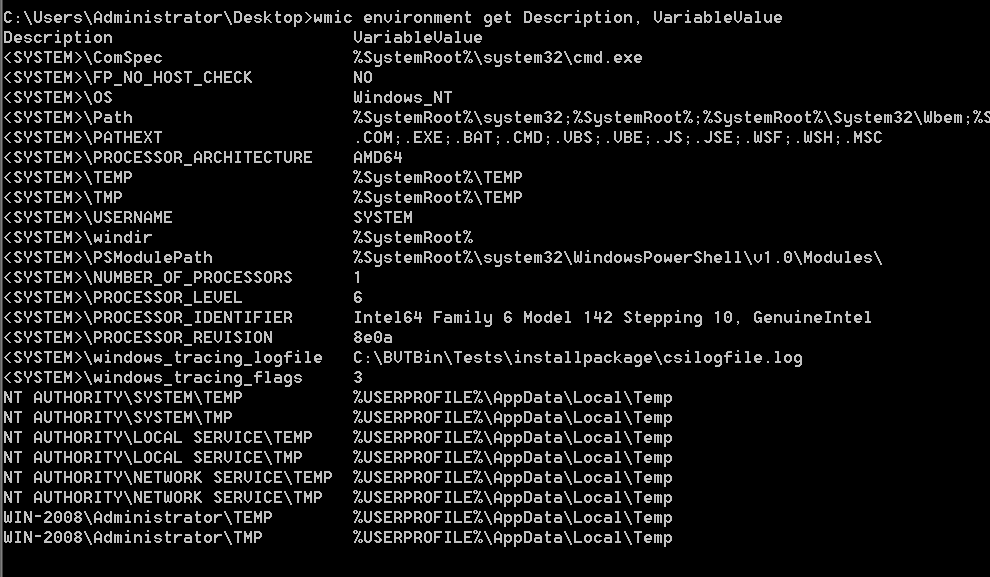 C:\Users\Administrator\Desktop>wmic environment get Description, VariableValue
Description                        VariableValue
<SYSTEM>\ComSpec                   %SystemRoot%\system32\cmd.exe
<SYSTEM>\FP_NO_HOST_CHECK          NO
<SYSTEM>\OS                        Windows_NT
<SYSTEM>\Path                      %SystemRoot%\system32;%SystemRoot%;%SystemRoot%\System32\Wbem;%S
<SYSTEM>\PATHEXT                   .COM;.EXE;.BAT;.CMD;.VBS;.VBE;.JS;.JSE;.WSF;.WSH;.MSC
<SYSTEM>\PROCESSOR_ARCHITECTURE    AMD64
<SYSTEM>\TEMP                      %SystemRoot%\TEMP
<SYSTEM>\TMP                       %SystemRoot%\TEMP
<SYSTEM>\USERNAME                  SYSTEM
<SYSTEM>\windir                    %SystemRoot%
<SYSTEM>\PSModulePath              %SystemRoot%\system32\WindowsPowerShell\v1.0\Modules\
<SYSTEM>\NUMBER_OF_PROCESSORS      1
<SYSTEM>\PROCESSOR_LEVEL           6
<SYSTEM>\PROCESSOR_IDENTIFIER      Intel64 Family 6 Model 142 Stepping 10, GenuineIntel
<SYSTEM>\PROCESSOR_REVISION        8e0a
<SYSTEM>\windows_tracing_logfile   C:\BVTBin\Tests\installpackage\csilogfile.log
<SYSTEM>\windows_tracing_flags     3
NT AUTHORITY\SYSTEM\TEMP           %USERPROFILE%\AppData\Local\Temp
NT AUTHORITY\SYSTEM\TMP            %USERPROFILE%\AppData\Local\Temp
NT AUTHORITY\LOCAL SERVICE\TEMP    %USERPROFILE%\AppData\Local\Temp
NT AUTHORITY\LOCAL SERVICE\TMP     %USERPROFILE%\AppData\Local\Temp
NT AUTHORITY\NETWORK SERVICE\TEMP  %USERPROFILE%\AppData\Local\Temp
NT AUTHORITY\NETWORK SERVICE\TMP   %USERPROFILE%\AppData\Local\Temp
WIN-2008\Administrator\TEMP        %USERPROFILE%\AppData\Local\Temp
WIN-2008\Administrator\TMP         %USERPROFILE%\AppData\Local\Temp